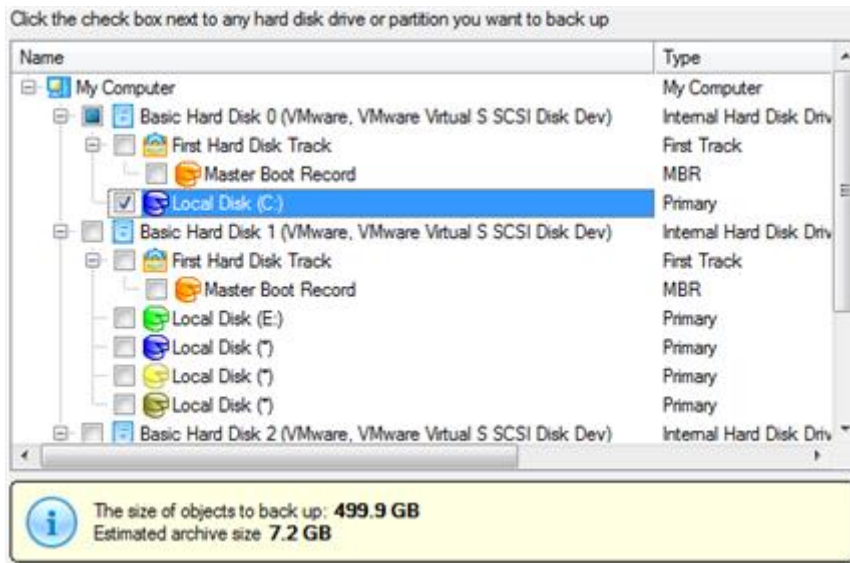 Click the check box next to any hard disk drive or partition you want to back up
Name Type
My Computer My Computer
Basic Hard Disk 0 (VMware, VMware Virtual S SCSI Disk Dev) Internal Hard Disk Driv
First Hard Disk Track First Track
Master Boot Record MBR
Local Disk (C:) Primary
Basic Hard Disk 1 (VMware, VMware Virtual S SCSI Disk Dev) Internal Hard Disk Driv
First Hard Disk Track First Track
Master Boot Record MBR
Local Disk (E:) Primary
Local Disk (*) Primary
Local Disk (*) Primary
Local Disk (*) Primary
Basic Hard Disk 2 (VMware, VMware Virtual S SCSI Disk Dev) Internal Hard Disk Driv
The size of objects to back up: 499.9 GB
Estimated archive size 7.2 GB